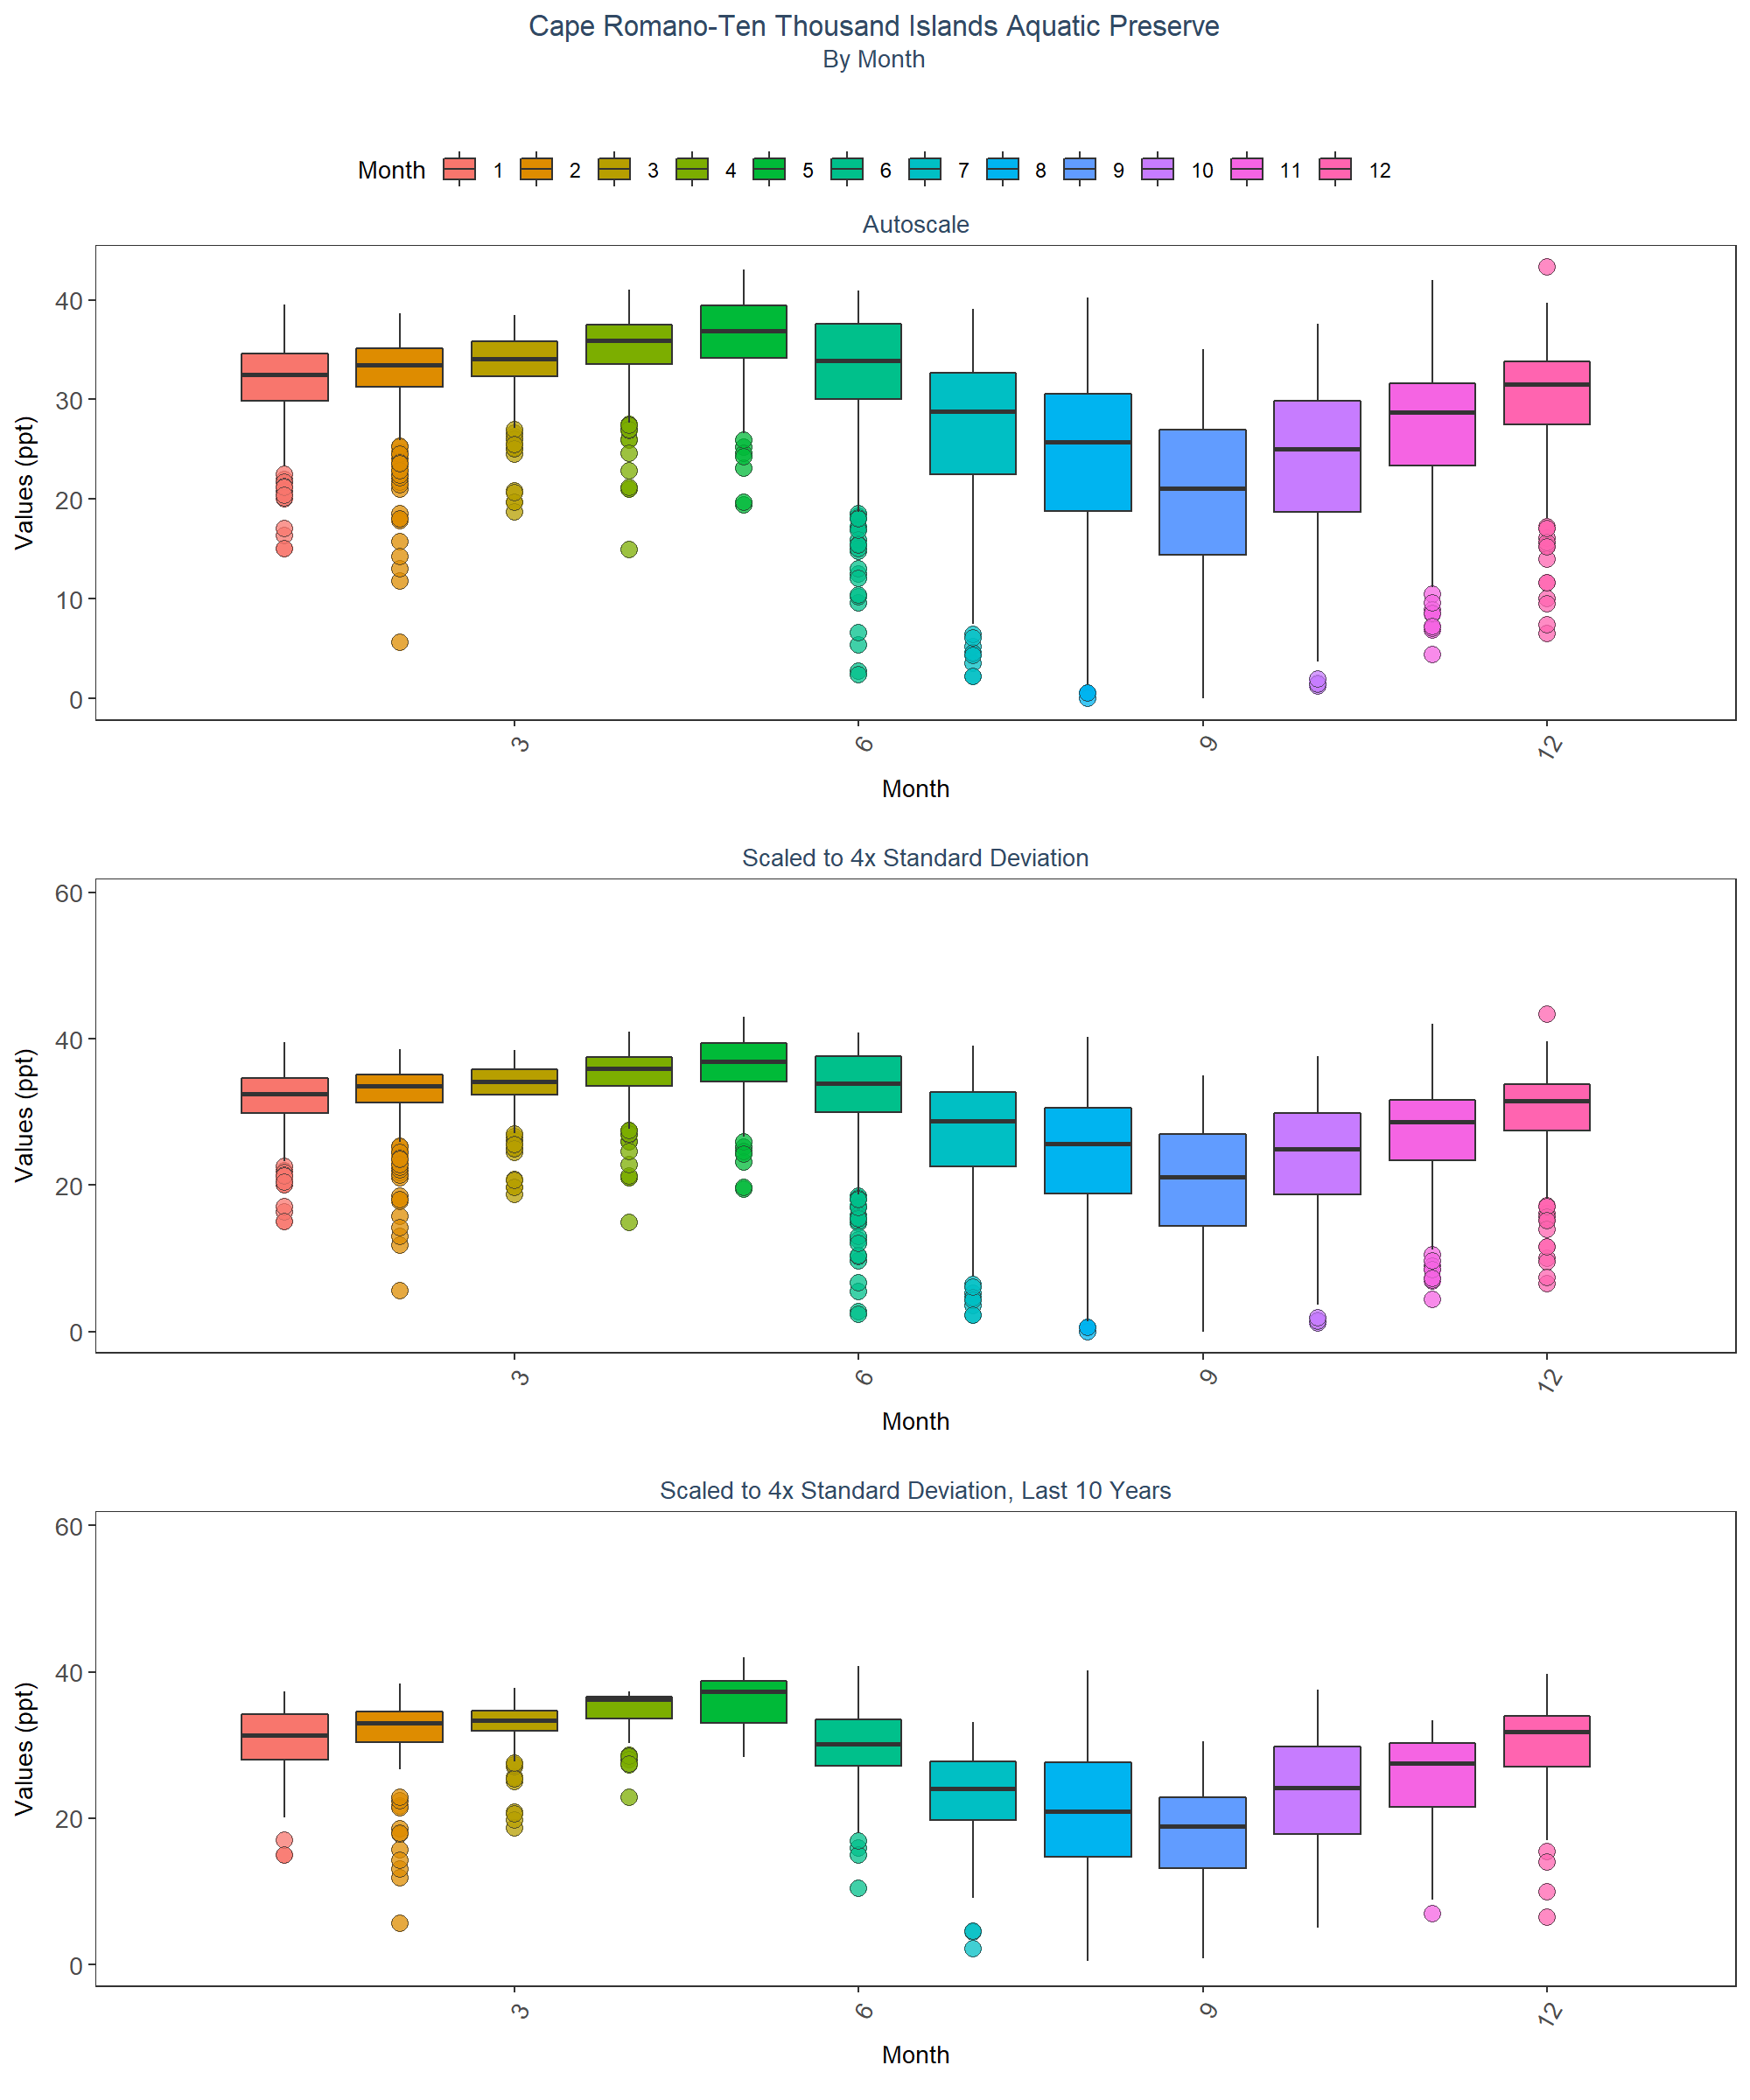 Cape Romano-Ten Thousand Islands Aquatic Preserve
By Month
Month 1 2 3 4 5 6 7 8 9 10 11 12
Autoscale
Values (ppt)
40
30
20
10
0
3 6 9 12
Month
Scaled to 4x Standard Deviation
Values (ppt)
60
40
20
0
3 6 9 12
Month
Scaled to 4x Standard Deviation, Last 10 Years
Values (ppt)
60
40
20
0
3 6 9 12
Month